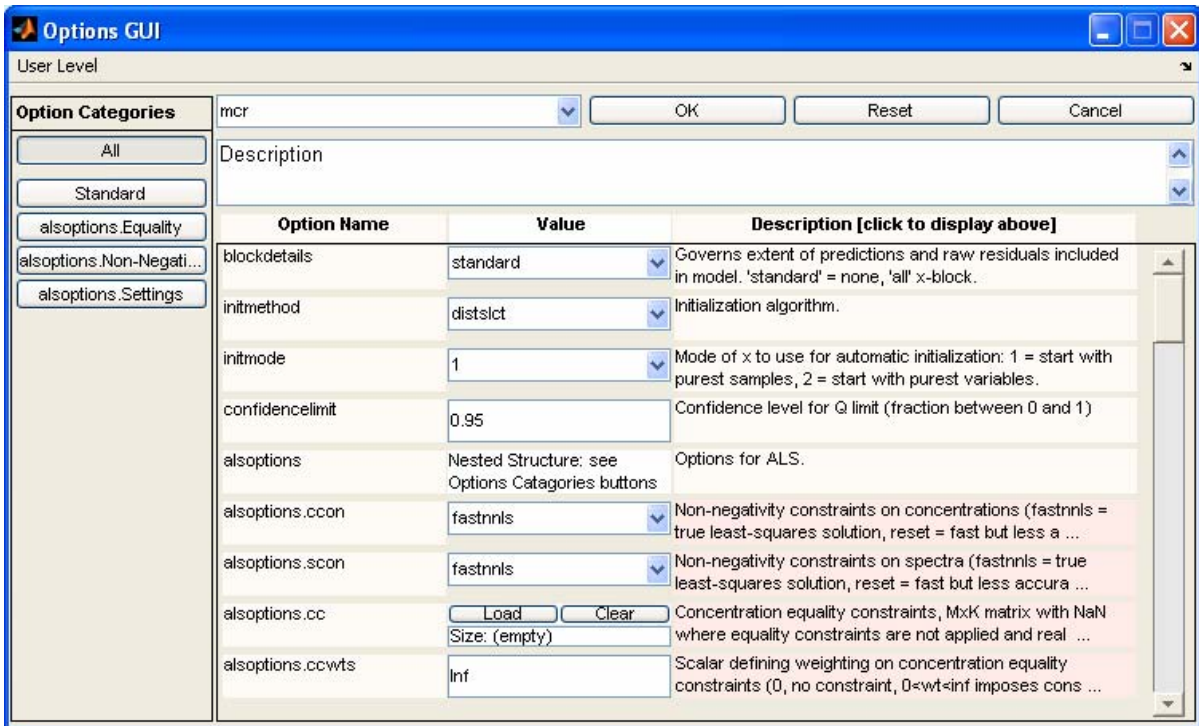 Options GUI
User Level
Option Categories
mcr
OK
Reset
Cancel
All
Standard
alsoptions.Equality
alsoptions.Non-Negati...
alsoptions.Settings
Description
Option Name
Value
Description [click to display above]
blockdetails
standard
Governs extent of predictions and raw residuals included
in model. 'standard' = none, 'all' x-block.
initmethod
distslct
Initialization algorithm.
initmode
1
Mode of x to use for automatic initialization: 1 = start with
purest samples, 2 = start with purest variables.
confidencelimit
0.95
Confidence level for Q limit (fraction between 0 and 1)
alsoptions
Nested Structure: see
Options Catagories buttons
Options for ALS.
alsoptions.ccon
fastnnls
Non-negativity constraints on concentrations (fastnnls =
true least-squares solution, reset = fast but less a ...
alsoptions.scon
fastnnls
Non-negativity constraints on spectra (fastnnls = true
least-squares solution, reset = fast but less accura ...
alsoptions.cc
Load
Clear
Size: (empty)
Concentration equality constraints, MxK matrix with NaN
where equality constraints are not applied and real ...
alsoptions.ccwts
Inf
Scalar defining weighting on concentration equality
constraints (0, no constraint, 0<wt<inf imposes cons ...